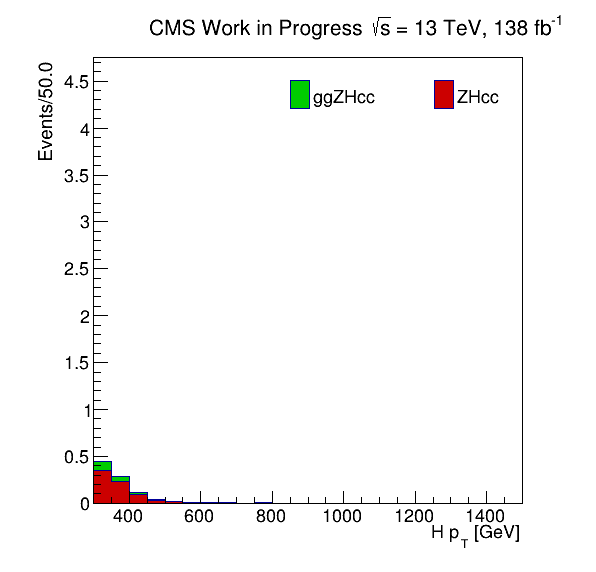 CMS Work in Progress √s = 13 TeV, 138 fb⁻¹
Events/50.0
4.5
4
3.5
3
2.5
2
1.5
1
0.5
0
ggZHcc
ZHcc
400 600 800 1000 1200 1400
H p_T [GeV]